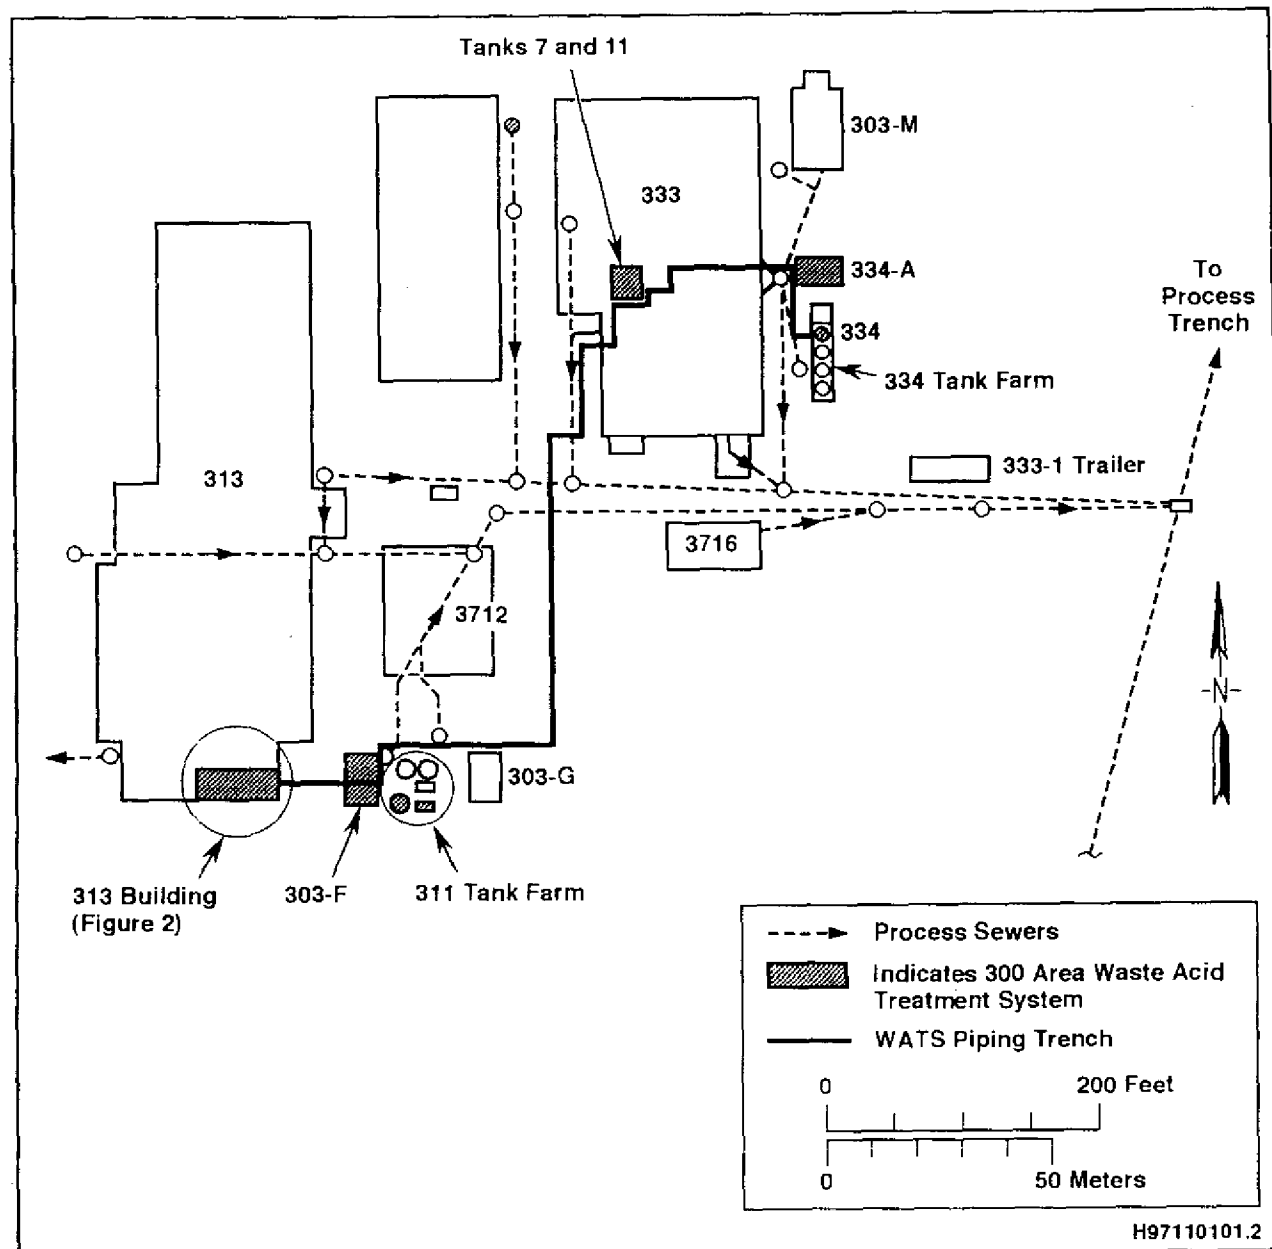 Tanks 7 and 11
303-M
333
334-A
To
Process
Trench
334
334 Tank Farm
313
333-1 Trailer
3716
3712
-N-
303-G
313 Building
(Figure 2)
303-F
311 Tank Farm
Process Sewers
Indicates 300 Area Waste Acid
Treatment System
WATS Piping Trench
0 200 Feet
0 50 Meters
H97110101.2